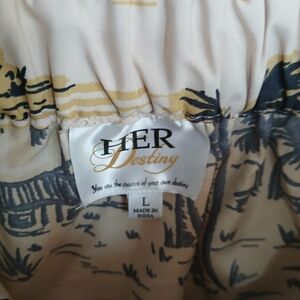 HER
Destiny
You are the creator of your own destiny
L
MADE IN
INDIA